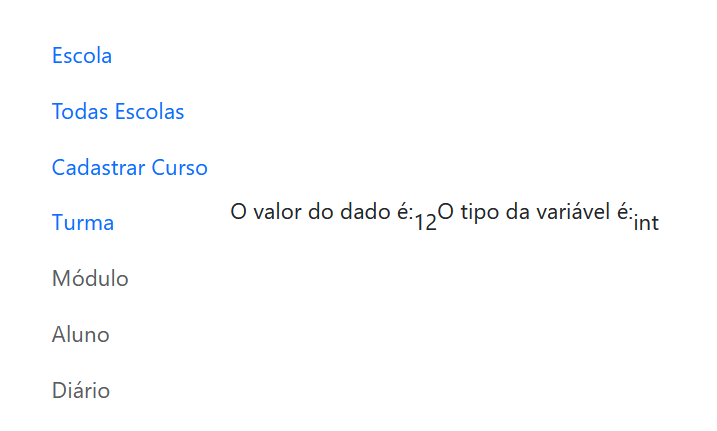 Escola
Todas Escolas
Cadastrar Curso
Turma
O valor do dado é:12O tipo da variável é:int
Módulo
Aluno
Diário